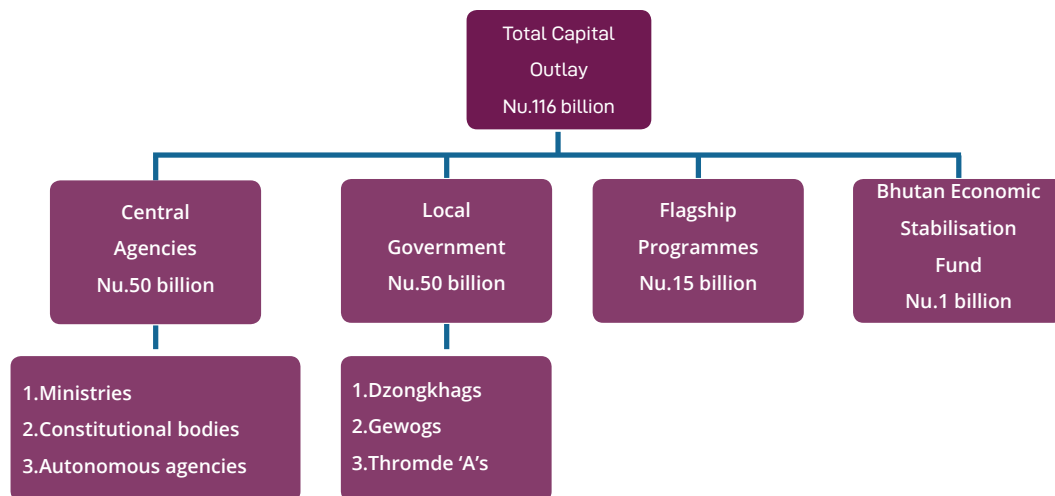 Total Capital
Outlay
Nu.116 billion
Central
Agencies
Nu.50 billion
Local
Government
Nu.50 billion
Flagship
Programmes
Nu.15 billion
Bhutan Economic
Stabilisation
Fund
Nu.1 billion
1.Ministries
2.Constitutional bodies
3.Autonomous agencies
1.Dzongkhags
2.Gewogs
3.Thromde ‘A’s